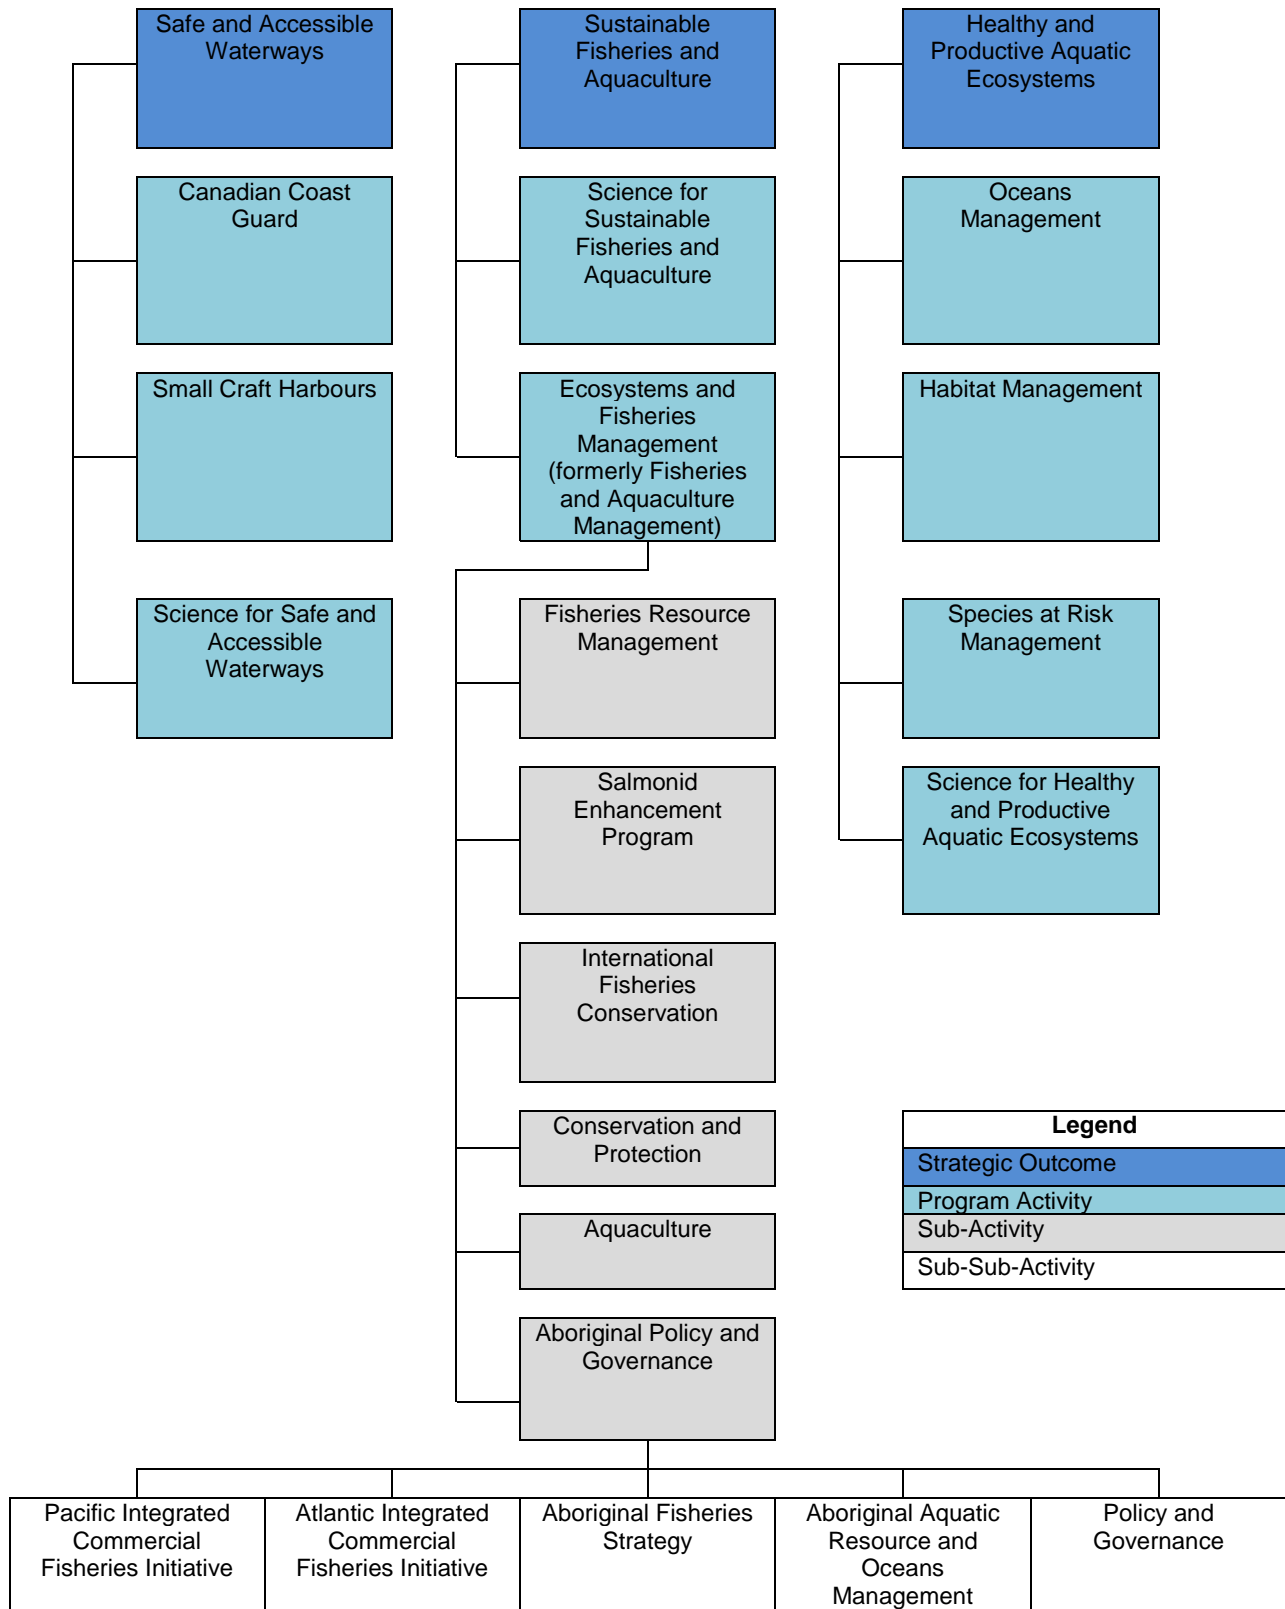 Safe and Accessible
Waterways
Sustainable
Fisheries and
Aquaculture
Healthy and
Productive Aquatic
Ecosystems
Canadian Coast
Guard
Science for
Sustainable
Fisheries and
Aquaculture
Oceans
Management
Small Craft Harbours
Ecosystems and
Fisheries
Management
(formerly Fisheries
and Aquaculture
Management)
Habitat Management
Science for Safe and
Accessible
Waterways
Fisheries Resource
Management
Species at Risk
Management
Salmonid
Enhancement
Program
Science for Healthy
and Productive
Aquatic Ecosystems
International
Fisheries
Conservation
Conservation and
Protection
Aquaculture
Aboriginal Policy and
Governance
Legend
Strategic Outcome
Program Activity
Sub-Activity
Sub-Sub-Activity
Pacific Integrated
Commercial
Fisheries Initiative
Atlantic Integrated
Commercial
Fisheries Initiative
Aboriginal Fisheries
Strategy
Aboriginal Aquatic
Resource and
Oceans
Management
Policy and
Governance